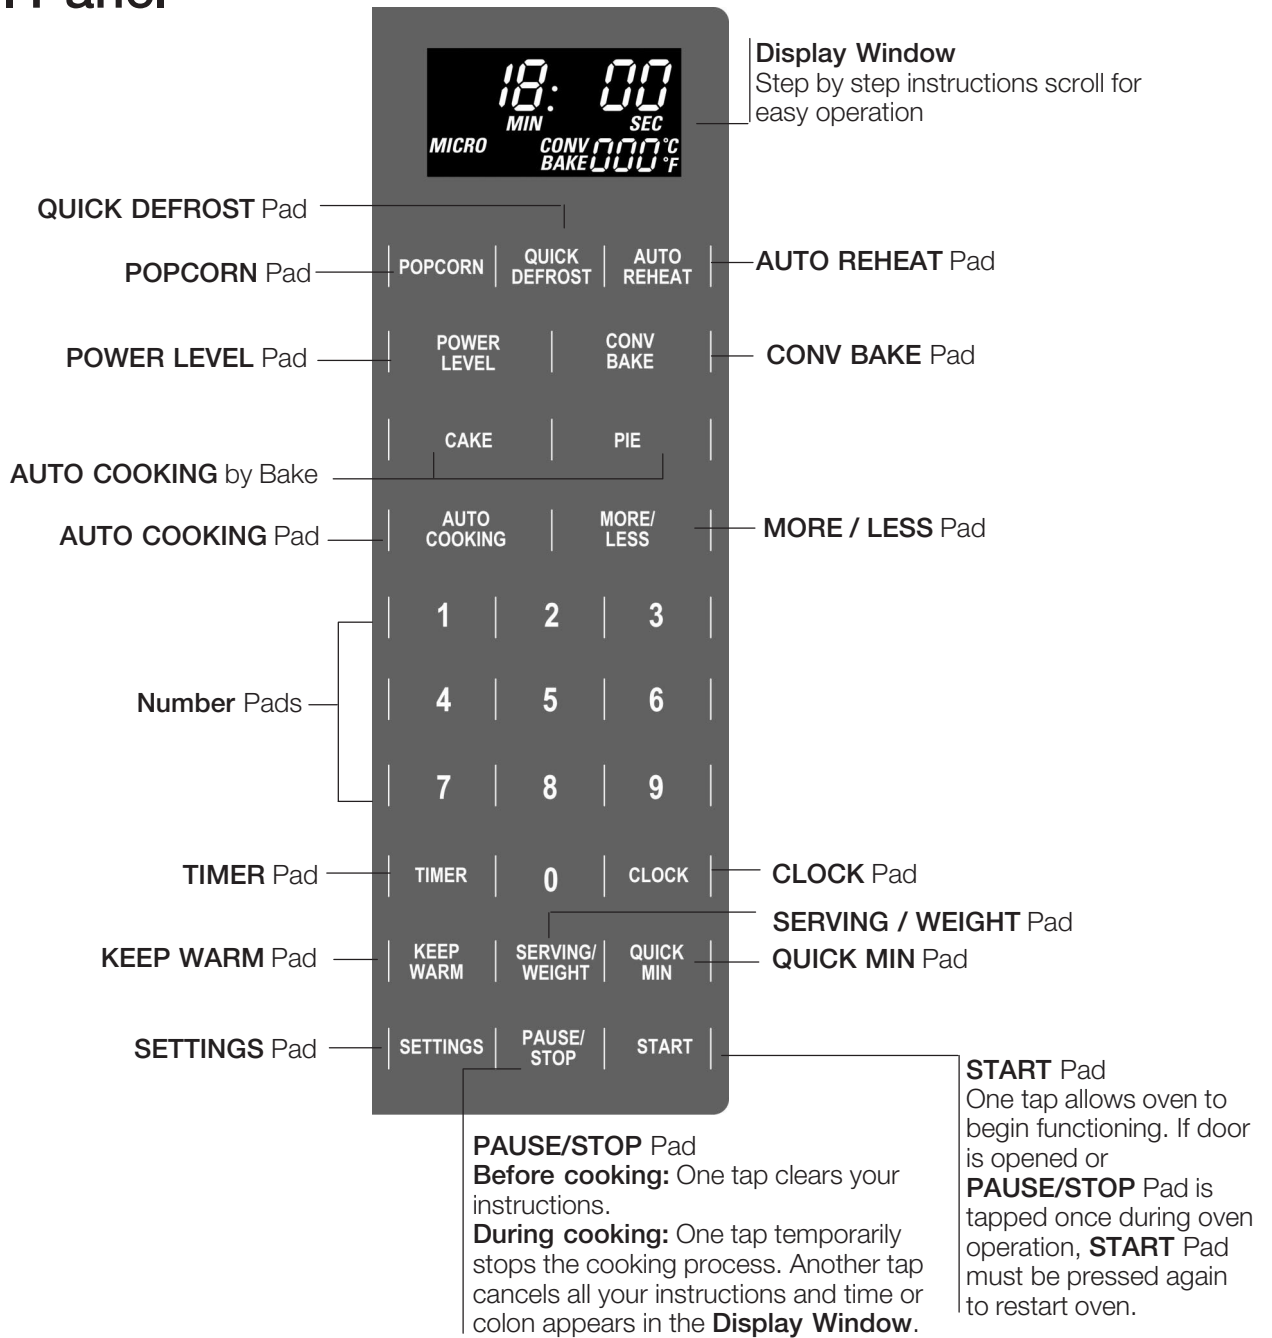 Panel
18: 00
MIN SEC
MICRO CONV BAKE 000 °C °F
Display Window
Step by step instructions scroll for
easy operation
QUICK DEFROST Pad
POPCORN Pad
POPCORN
QUICK
DEFROST
AUTO
REHEAT
AUTO REHEAT Pad
POWER LEVEL Pad
POWER
LEVEL
CONV
BAKE
CONV BAKE Pad
CAKE
PIE
AUTO COOKING by Bake
AUTO COOKING Pad
AUTO
COOKING
MORE/
LESS
MORE / LESS Pad
1 2 3
Number Pads
4 5 6
7 8 9
TIMER Pad
TIMER 0 CLOCK
CLOCK Pad
SERVING / WEIGHT Pad
KEEP WARM Pad
KEEP
WARM
SERVING/
WEIGHT
QUICK
MIN
QUICK MIN Pad
SETTINGS Pad
SETTINGS
PAUSE/
STOP
START
START Pad
One tap allows oven to
begin functioning. If door
is opened or
PAUSE/STOP Pad is
tapped once during oven
operation, START Pad
must be pressed again
to restart oven.
PAUSE/STOP Pad
Before cooking: One tap clears your
instructions.
During cooking: One tap temporarily
stops the cooking process. Another tap
cancels all your instructions and time or
colon appears in the Display Window.